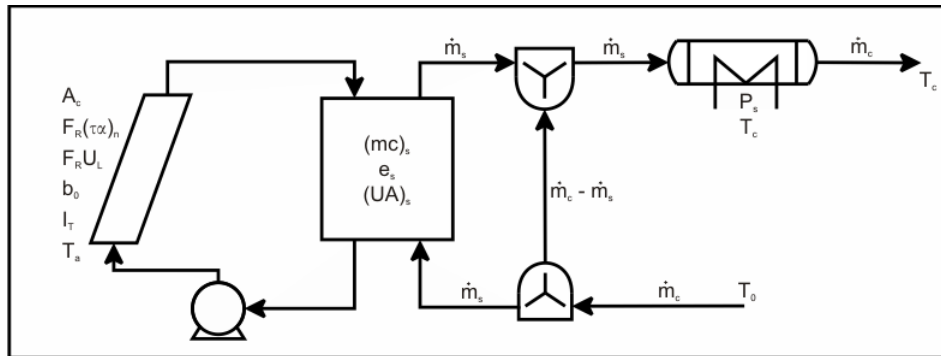 A_c
F_R(τα)_n
F_RU_L
b_0
I_T
T_a
(mc)_s
e_s
(UA)_s
ṁ_s
ṁ_s
ṁ_s
ṁ_c - ṁ_s
ṁ_c
T_0
P_s
T_c
ṁ_c
T_c